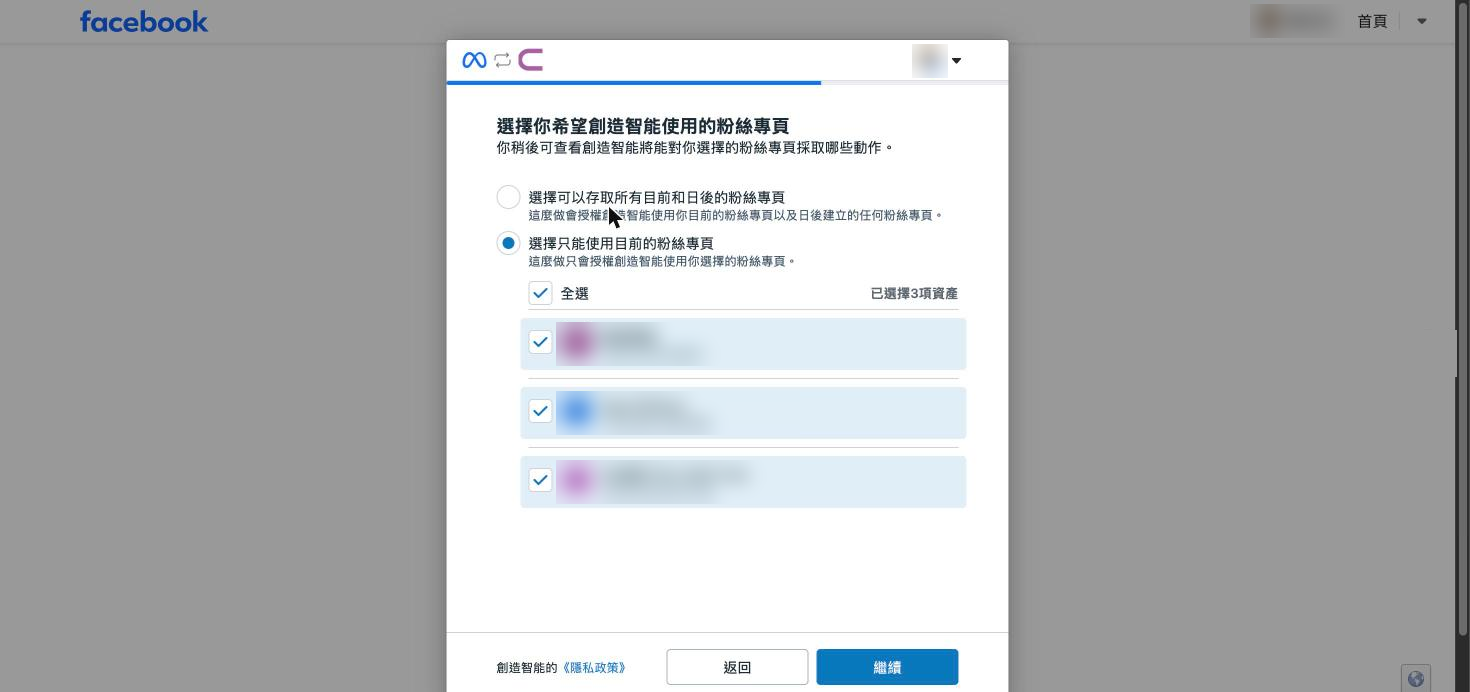 facebook
首頁
選擇你希望創造智能使用的粉絲專頁
你稍後可查看創造智能將能對你選擇的粉絲專頁採取哪些動作。
選擇可以存取所有目前和日後的粉絲專頁
這麼做會授權創造智能使用你目前的粉絲專頁以及日後建立的任何粉絲專頁。
選擇只能使用目前的粉絲專頁
這麼做只會授權創造智能使用你選擇的粉絲專頁。
全選
已選擇3項資產
創造智能的《隱私政策》
返回
繼續